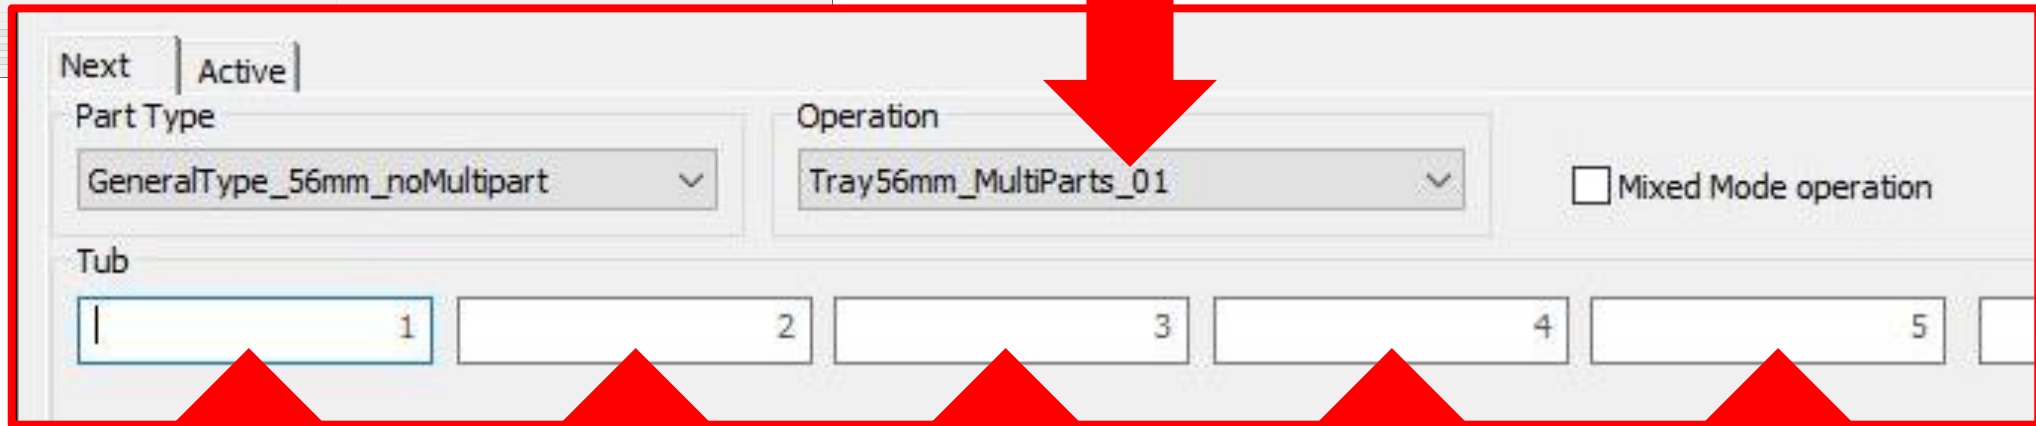 Next Active
Part Type Operation
GeneralType_56mm_noMultipart Tray56mm_MultiParts_01 Mixed Mode operation
Tub
1 2 3 4 5